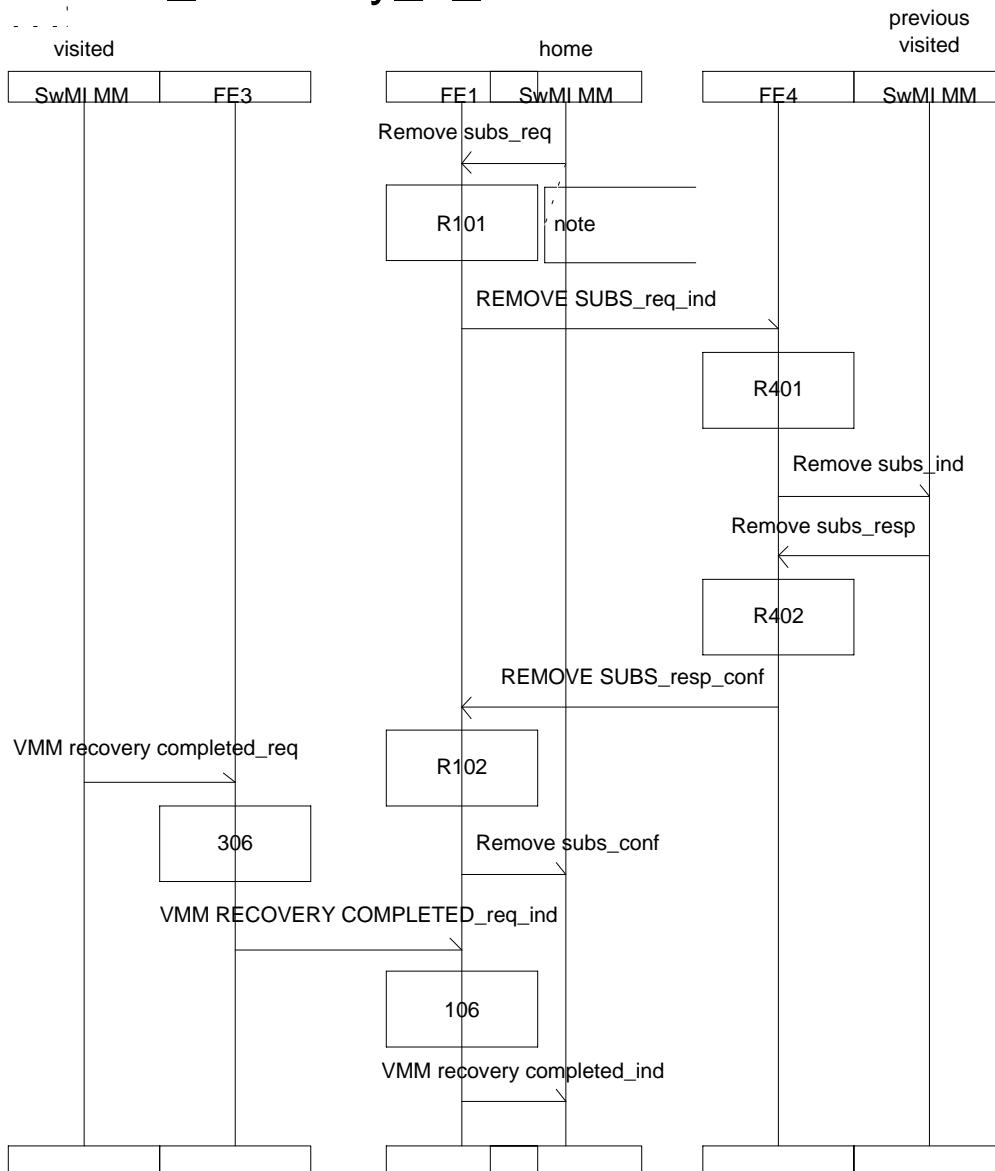 previous
visited home visited
SwMI MM FE3 FE1 SwMI MM FE4 SwMI MM
Remove subs_req
R101 note
REMOVE SUBS_req_ind
R401
Remove subs_ind
Remove subs_resp
R402
REMOVE SUBS_resp_conf
VMM recovery completed_req
R102
306
Remove subs_conf
VMM RECOVERY COMPLETED_req_ind
106
VMM recovery completed_ind